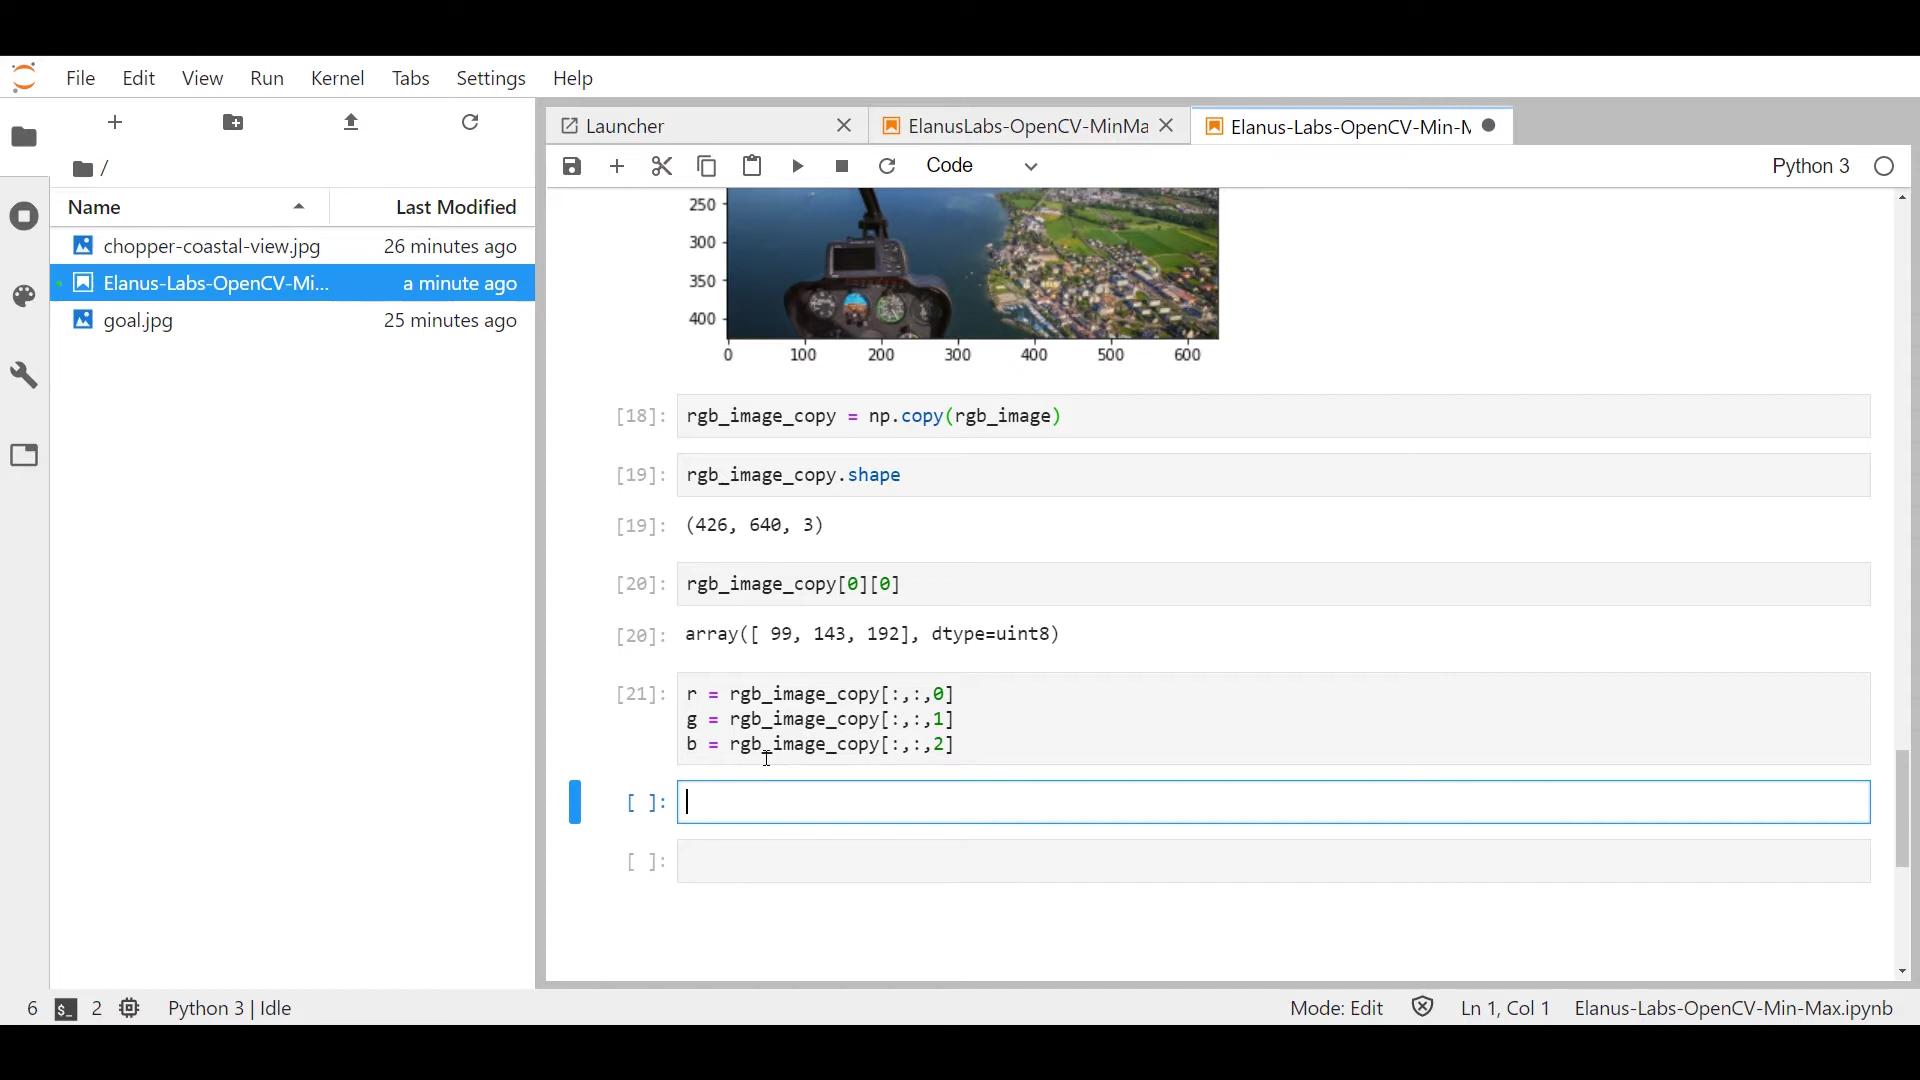 File Edit View Run Kernel Tabs Settings Help
/
Name Last Modified
chopper-coastal-view.jpg 26 minutes ago
Elanus-Labs-OpenCV-Mi... a minute ago
goal.jpg 25 minutes ago
Launcher ElanusLabs-OpenCV-MinMa Elanus-Labs-OpenCV-Min-M
Code Python 3
250
300
350
400
0 100 200 300 400 500 600
[18]: rgb_image_copy = np.copy(rgb_image)
[19]: rgb_image_copy.shape
[19]: (426, 640, 3)
[20]: rgb_image_copy[0][0]
[20]: array([ 99, 143, 192], dtype=uint8)
[21]: r = rgb_image_copy[:,:,0]
g = rgb_image_copy[:,:,1]
b = rgb_image_copy[:,:,2]
[ ]:
[ ]:
6 $_ 2 Python 3 | Idle Mode: Edit Ln 1, Col 1 Elanus-Labs-OpenCV-Min-Max.ipynb